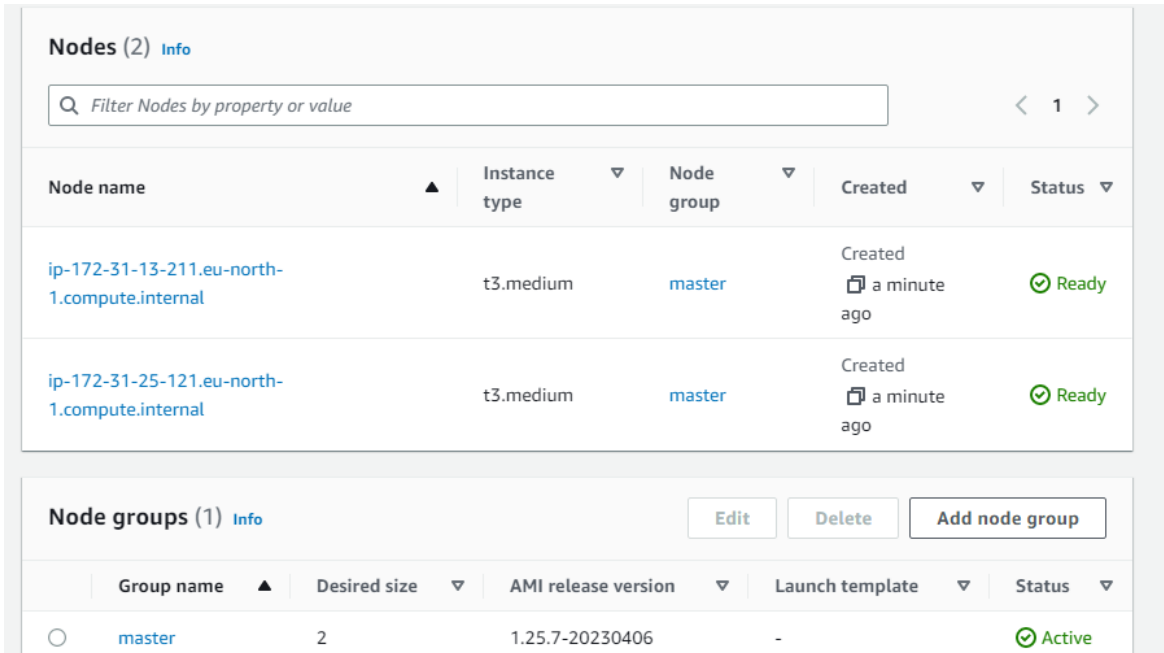 Nodes (2) Info
Filter Nodes by property or value
1
Node name
Instance
type
Node
group
Created
Status
ip-172-31-13-211.eu-north-
1.compute.internal
t3.medium
master
Created
a minute
ago
Ready
ip-172-31-25-121.eu-north-
1.compute.internal
t3.medium
master
Created
a minute
ago
Ready
Node groups (1) Info
Edit
Delete
Add node group
Group name
Desired size
AMI release version
Launch template
Status
master
2
1.25.7-20230406
-
Active